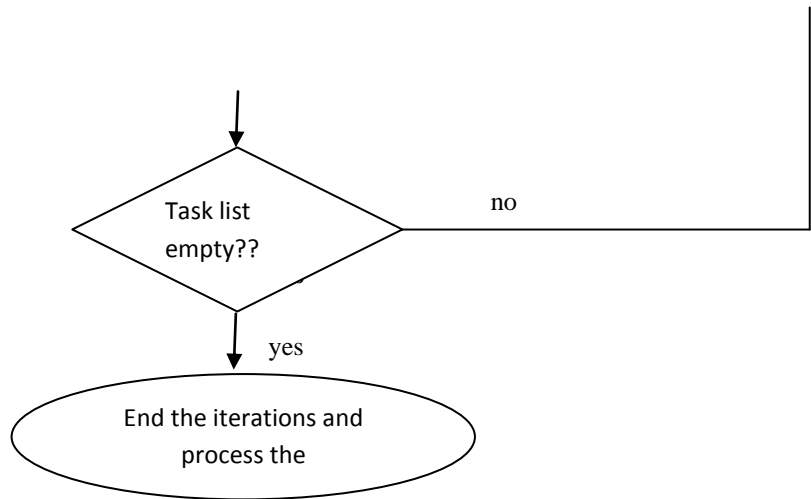 Task list
empty??
no
yes
End the iterations and
process the